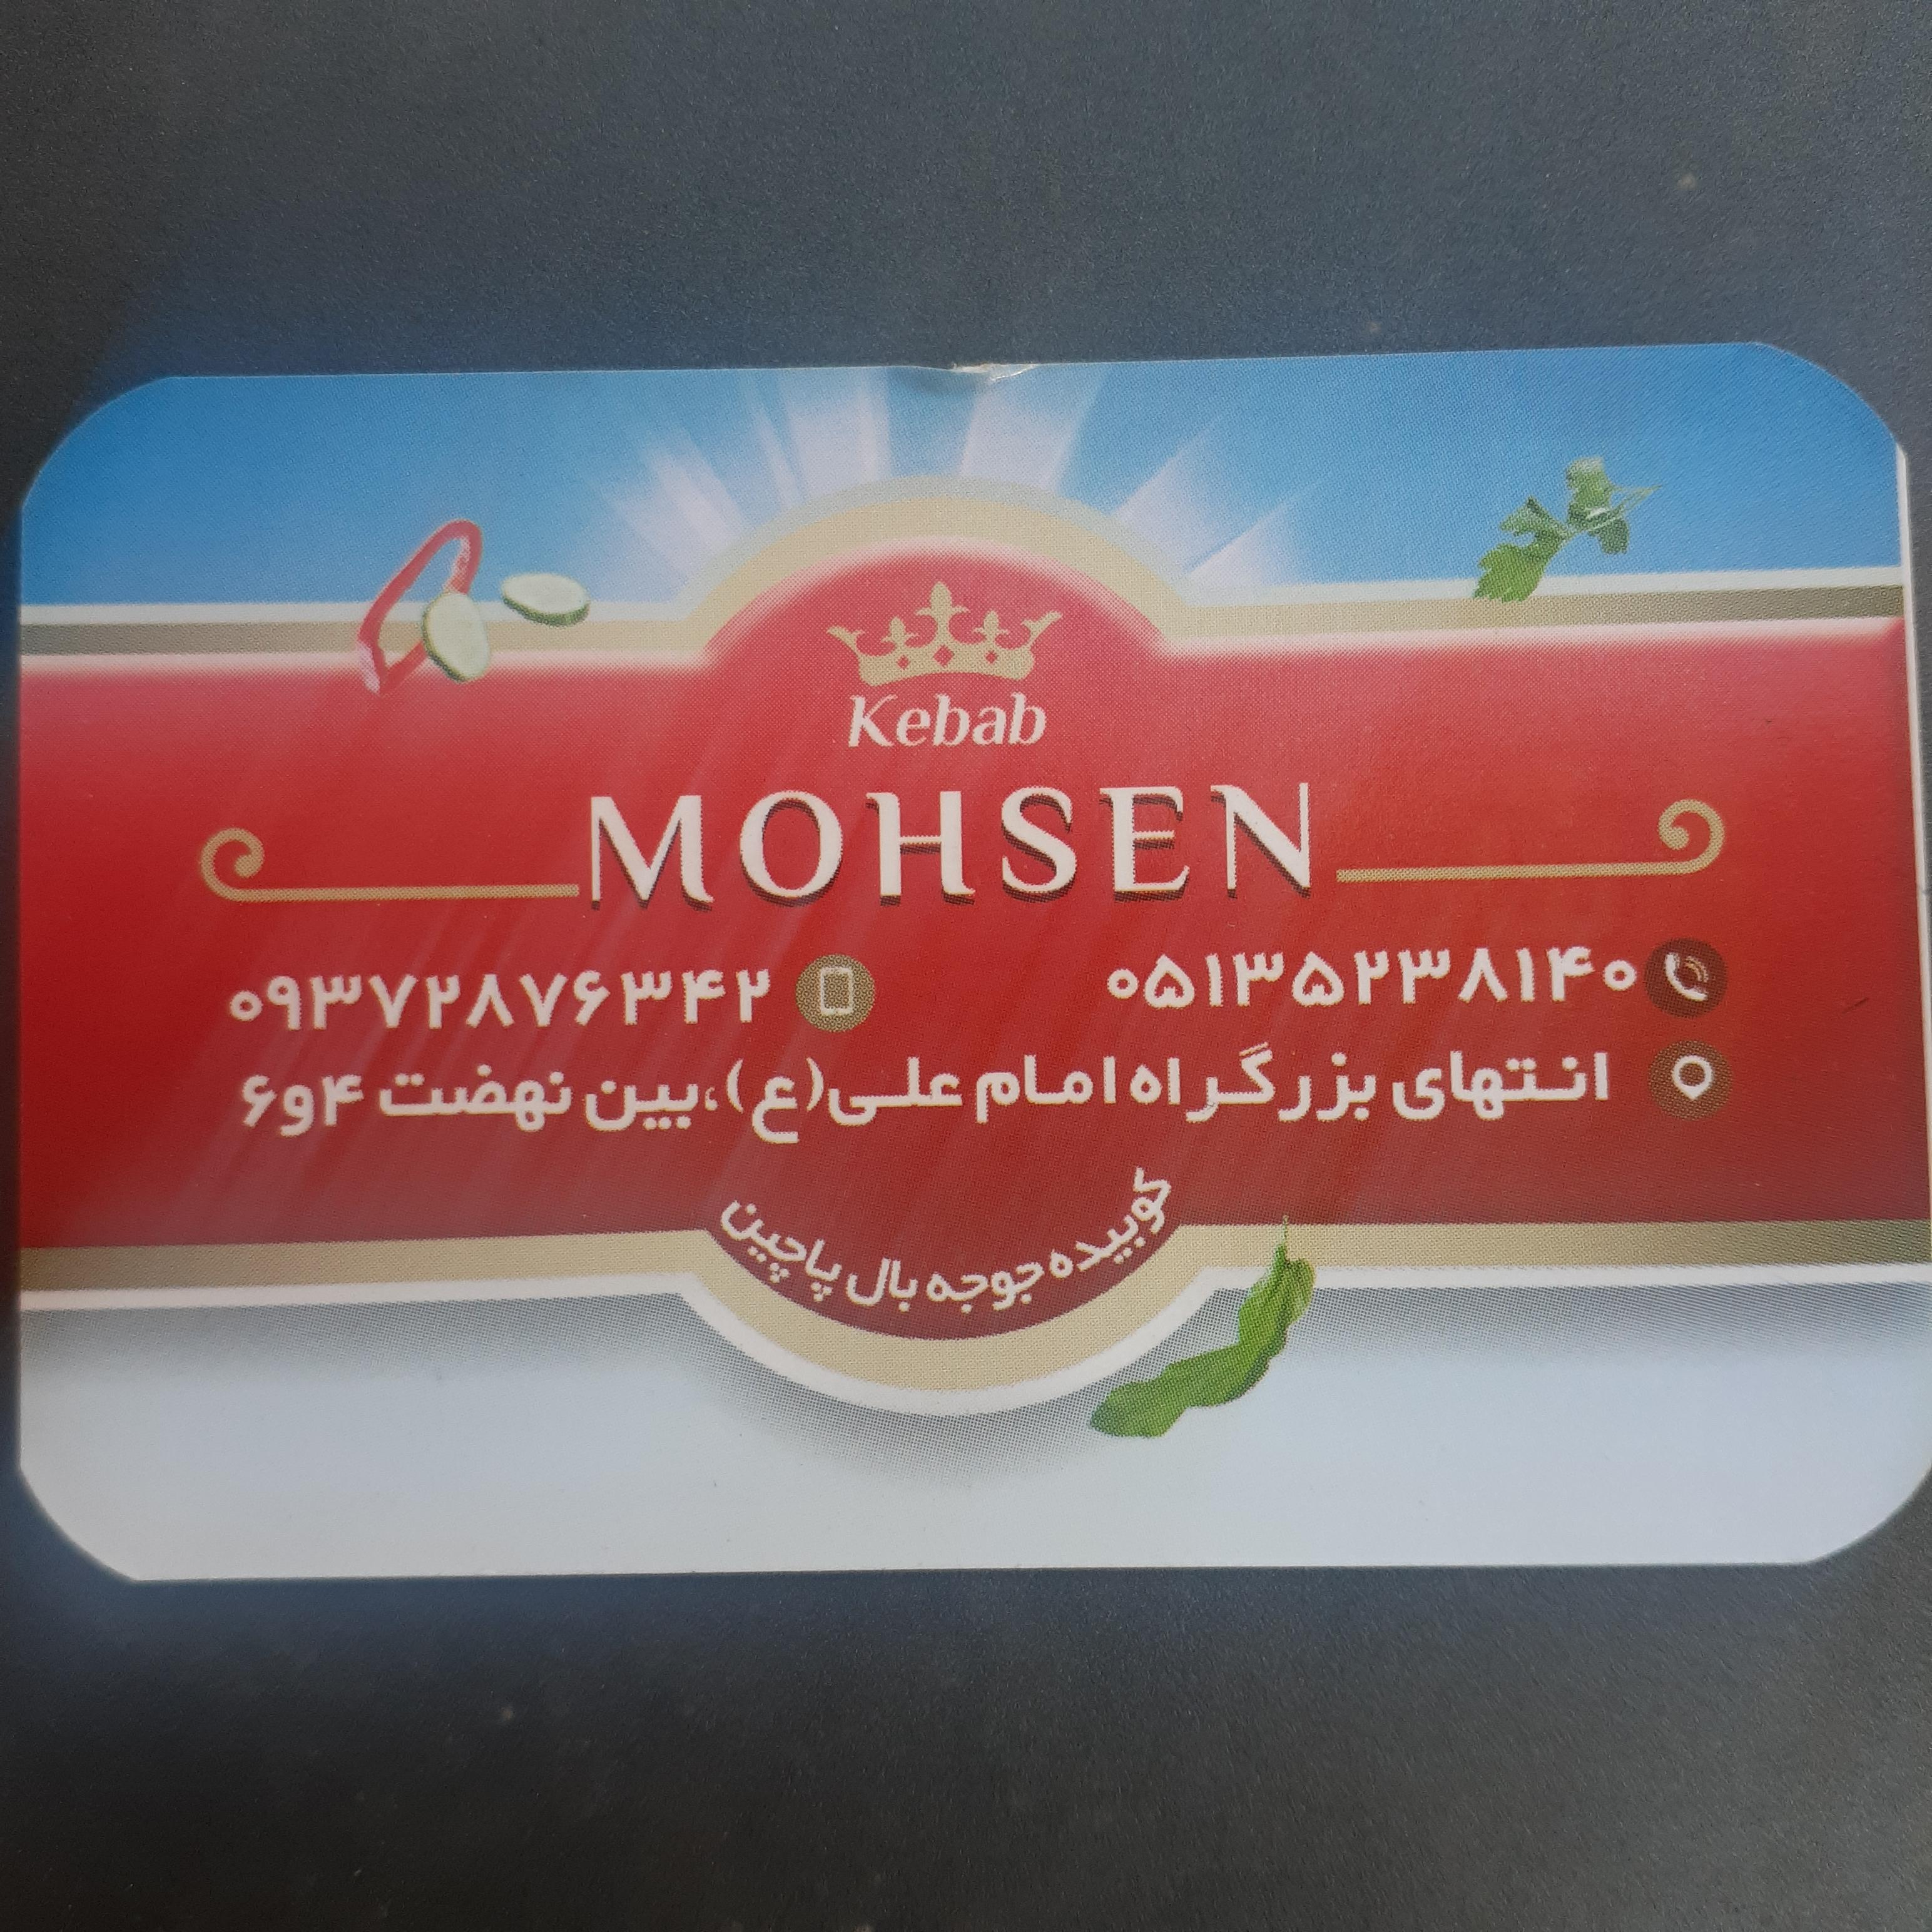 Kebab
MOHSEN
۰۵۱۳۵۲۳۸۱۴۰
۰۹۳۷۲۸۷۶۳۴۲
انتهای بزرگراه امام علی(ع)،بین نهضت ۴و۶
کوبیده جوجه بال پاچین